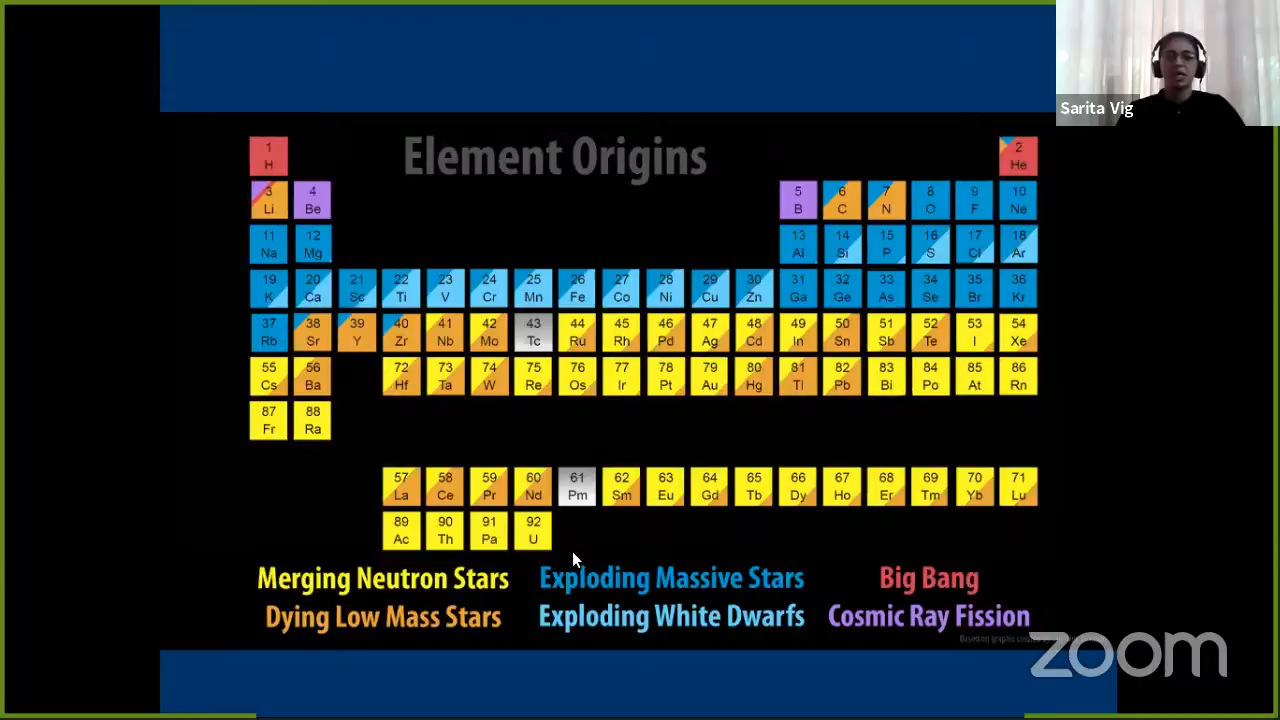 Sarita Vig
Element Origins
1 2
H He
3 4 5 6 7 8 9 10
Li Be B C N O F Ne
11 12 13 14 15 16 17 18
Na Mg Al Si P S Cl Ar
19 20 21 22 23 24 25 26 27 28 29 30 31 32 33 34 35 36
K Ca Sc Ti V Cr Mn Fe Co Ni Cu Zn Ga Ge As Se Br Kr
37 38 39 40 41 42 43 44 45 46 47 48 49 50 51 52 53 54
Rb Sr Y Zr Nb Mo Tc Ru Rh Pd Ag Cd In Sn Sb Te I Xe
55 56 72 73 74 75 76 77 78 79 80 81 82 83 84 85 86
Cs Ba Hf Ta W Re Os Ir Pt Au Hg Tl Pb Bi Po At Rn
87 88
Fr Ra
57 58 59 60 61 62 63 64 65 66 67 68 69 70 71
La Ce Pr Nd Pm Sm Eu Gd Tb Dy Ho Er Tm Yb Lu
89 90 91 92
Ac Th Pa U
Merging Neutron Stars Exploding Massive Stars Big Bang
Dying Low Mass Stars Exploding White Dwarfs Cosmic Ray Fission
Based on graphic
zoom